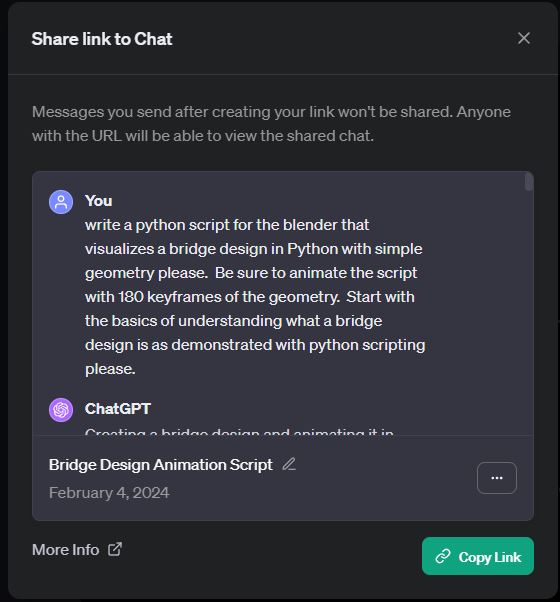 Share link to Chat
Messages you send after creating your link won't be shared. Anyone
with the URL will be able to view the shared chat.
You
write a python script for the blender that
visualizes a bridge design in Python with simple
geometry please.  Be sure to animate the script
with 180 keyframes of the geometry.  Start with
the basics of understanding what a bridge
design is as demonstrated with python scripting
please.
ChatGPT
Creating a bridge design and animating it in
Bridge Design Animation Script
February 4, 2024
...
More Info
Copy Link